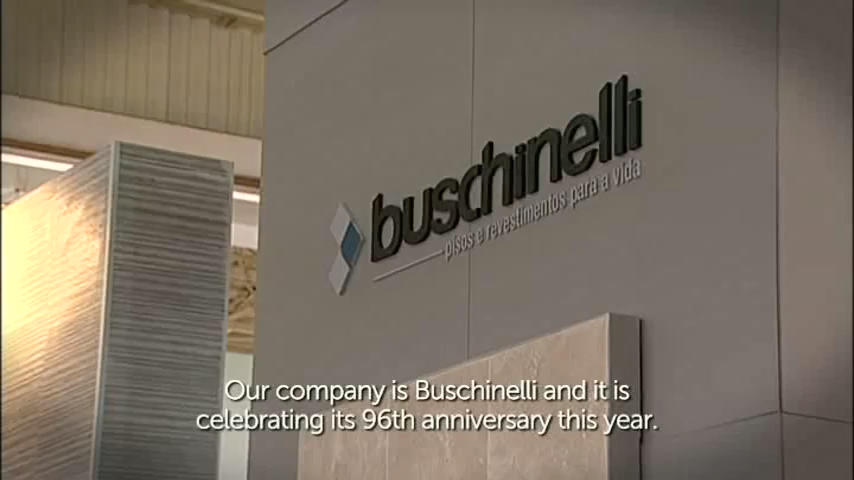 buschinelli
pisos e revestimentos para a vida
Our company is Buschinelli and it is
celebrating its 96th anniversary this year.